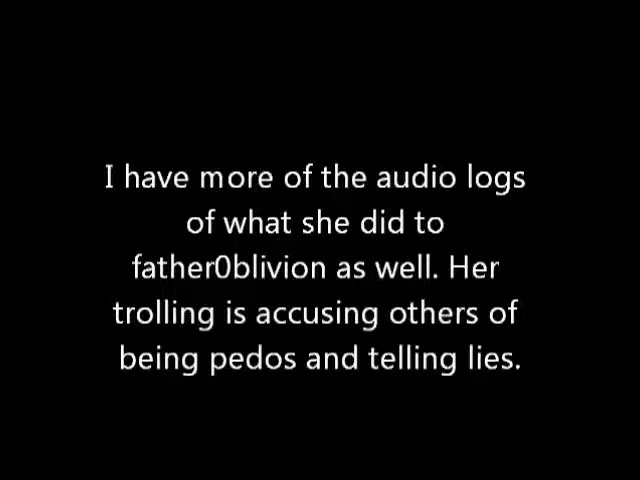 I have more of the audio logs
of what she did to
father0blivion as well. Her
trolling is accusing others of
being pedos and telling lies.